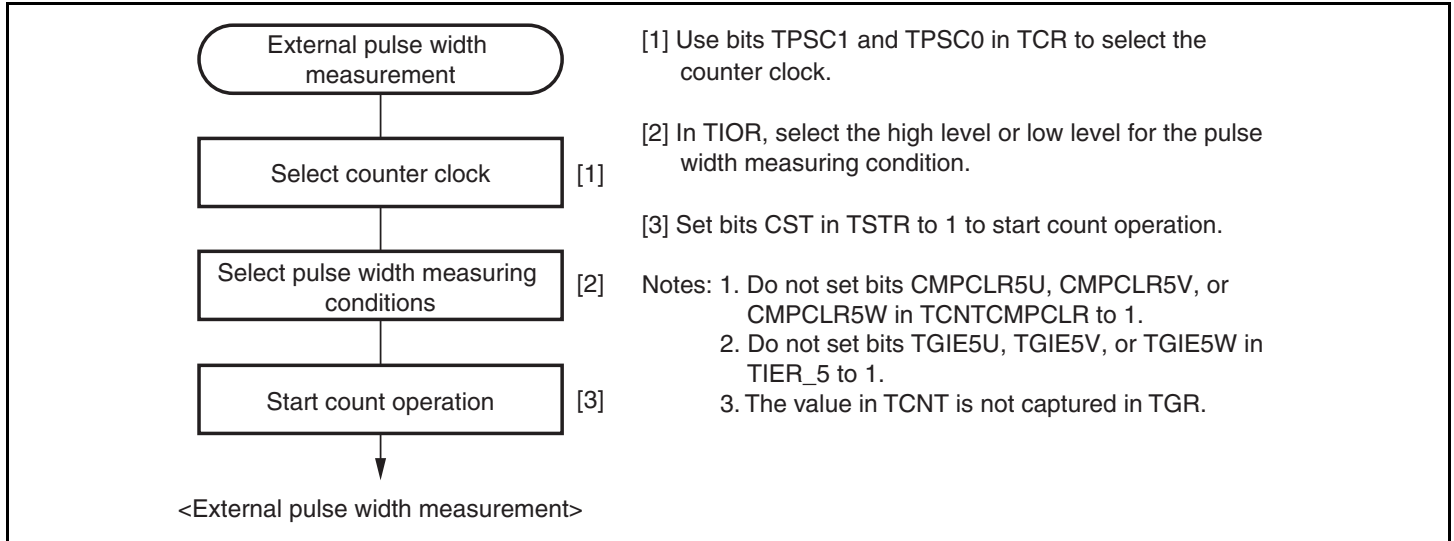 External pulse width
measurement
Select counter clock [1]
Select pulse width measuring
conditions
[2]
Start count operation [3]
<External pulse width measurement>
[1] Use bits TPSC1 and TPSC0 in TCR to select the
counter clock.
[2] In TIOR, select the high level or low level for the pulse
width measuring condition.
[3] Set bits CST in TSTR to 1 to start count operation.
Notes: 1. Do not set bits CMPCLR5U, CMPCLR5V, or
CMPCLR5W in TCNTCMPCLR to 1.
2. Do not set bits TGIE5U, TGIE5V, or TGIE5W in
TIER_5 to 1.
3. The value in TCNT is not captured in TGR.